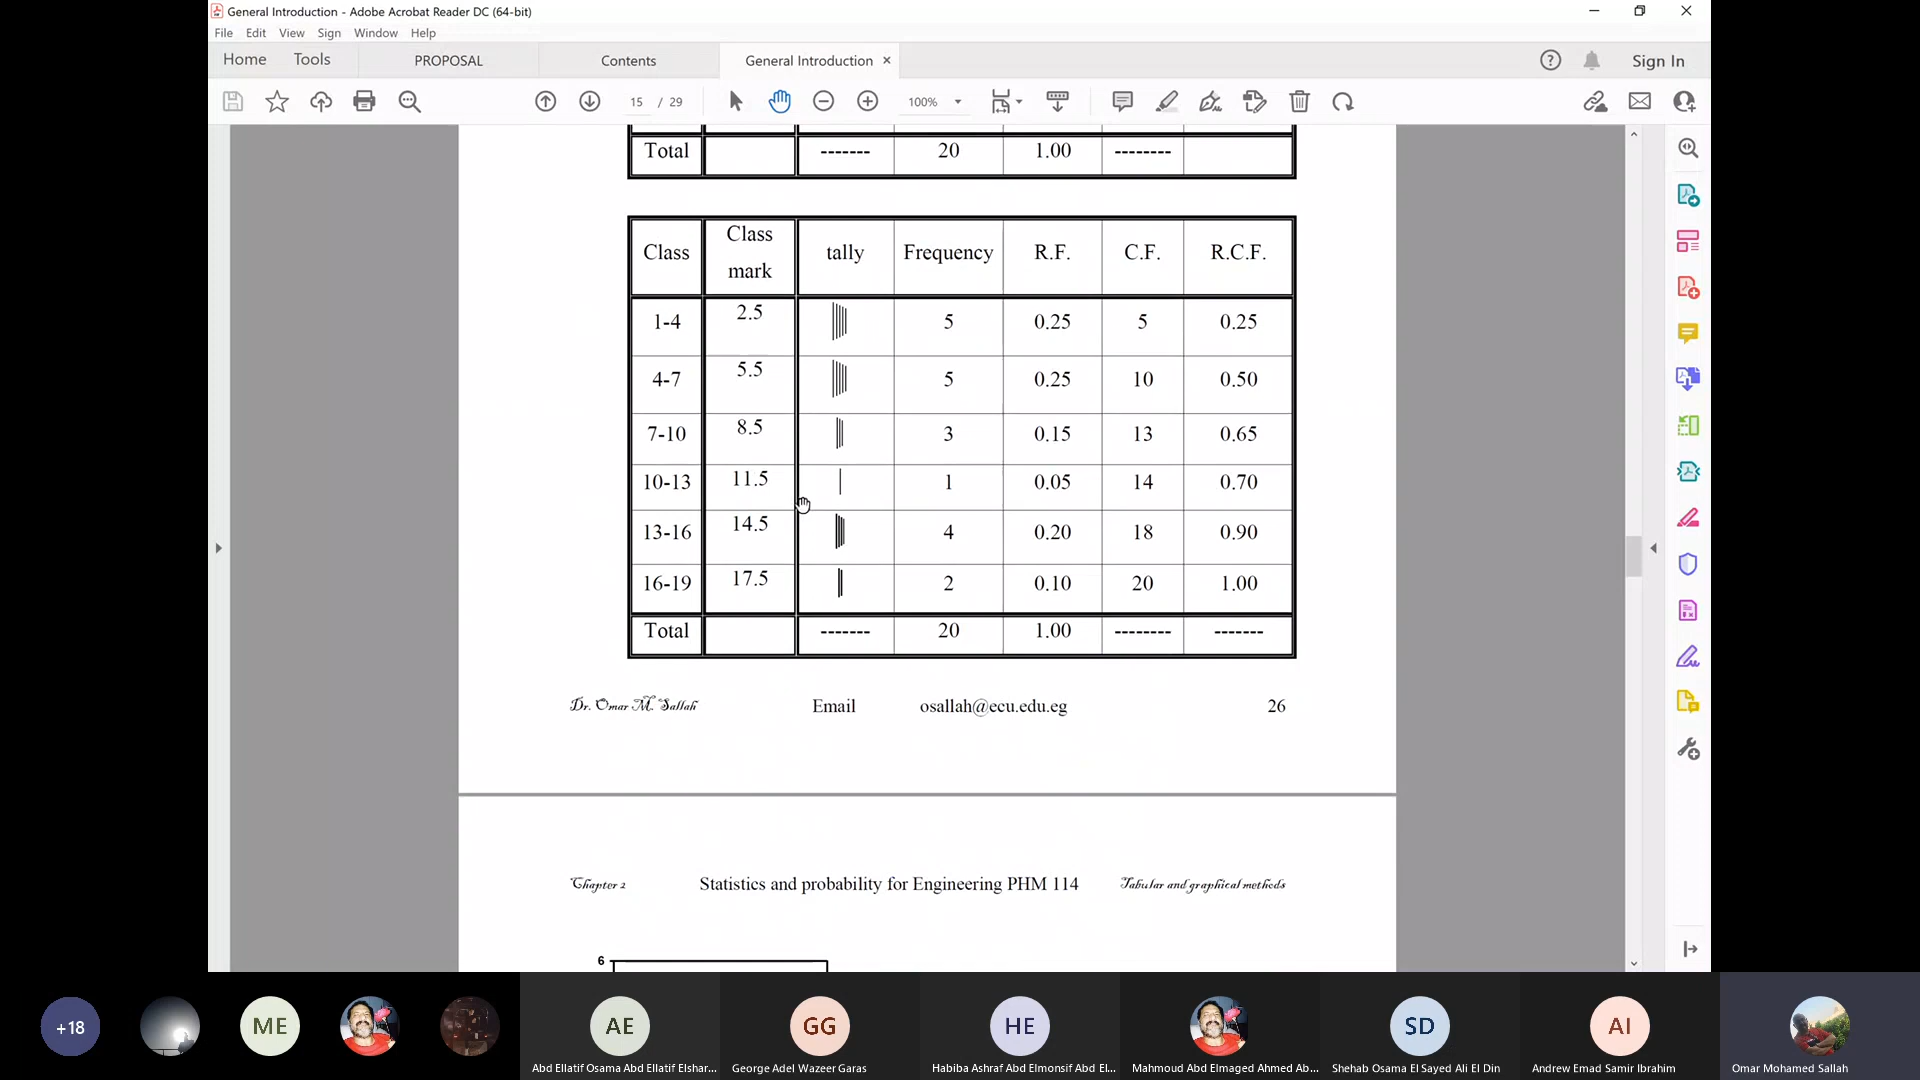 General Introduction - Adobe Acrobat Reader DC (64-bit)
File Edit View Sign Window Help
Home Tools PROPOSAL Contents General Introduction Sign In
15 / 29 100%
Total ------- 20 1.00 --------
Class Class mark tally Frequency R.F. C.F. R.C.F.
1-4 2.5 5 0.25 5 0.25
4-7 5.5 5 0.25 10 0.50
7-10 8.5 3 0.15 13 0.65
10-13 11.5 1 0.05 14 0.70
13-16 14.5 4 0.20 18 0.90
16-19 17.5 2 0.10 20 1.00
Total ------- 20 1.00 -------- -------
Dr. Omar M. Sallah Email osallah@ecu.edu.eg 26
Chapter 2 Statistics and probability for Engineering PHM 114 Tabular and graphical methods
6
+18 ME AE GG HE SD AI
Abd Ellatif Osama Abd Ellatif Elshar... George Adel Wazeer Garas Habiba Ashraf Abd Elmonsif Abd El... Mahmoud Abd Elmaged Ahmed Ab... Shehab Osama El Sayed Ali El Din Andrew Emad Samir Ibrahim Omar Mohamed Sallah